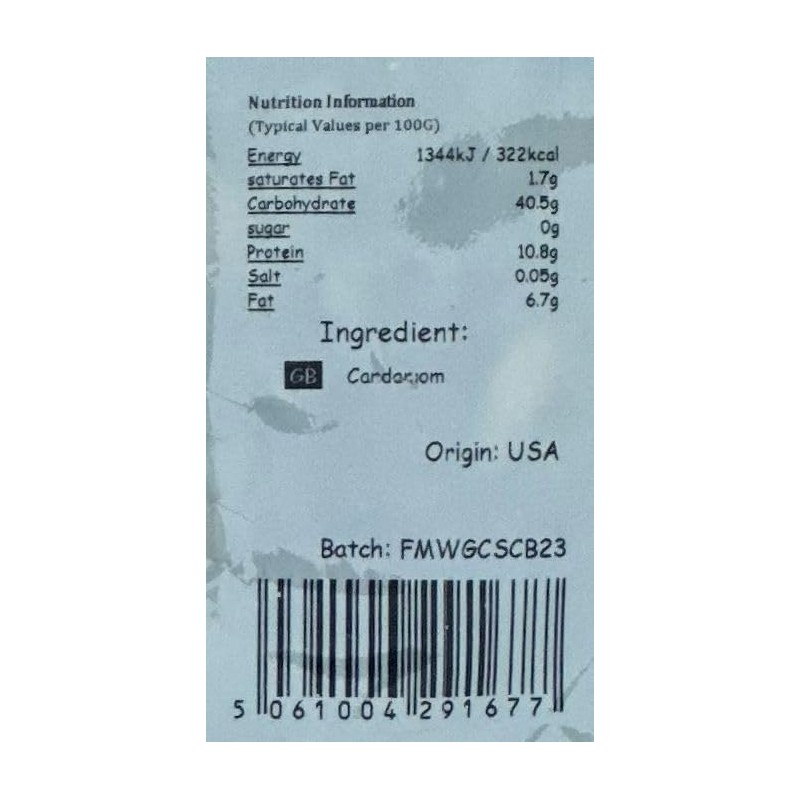 Nutrition Information
(Typical Values per 100G)
Energy 1344kJ / 322kcal
saturates Fat 1.7g
Carbohydrate 40.5g
sugar 0g
Protein 10.8g
Salt 0.05g
Fat 6.7g
Ingredient:
GB Cardamom
Origin: USA
Batch: FMWGCSCB23
5 061004 291677